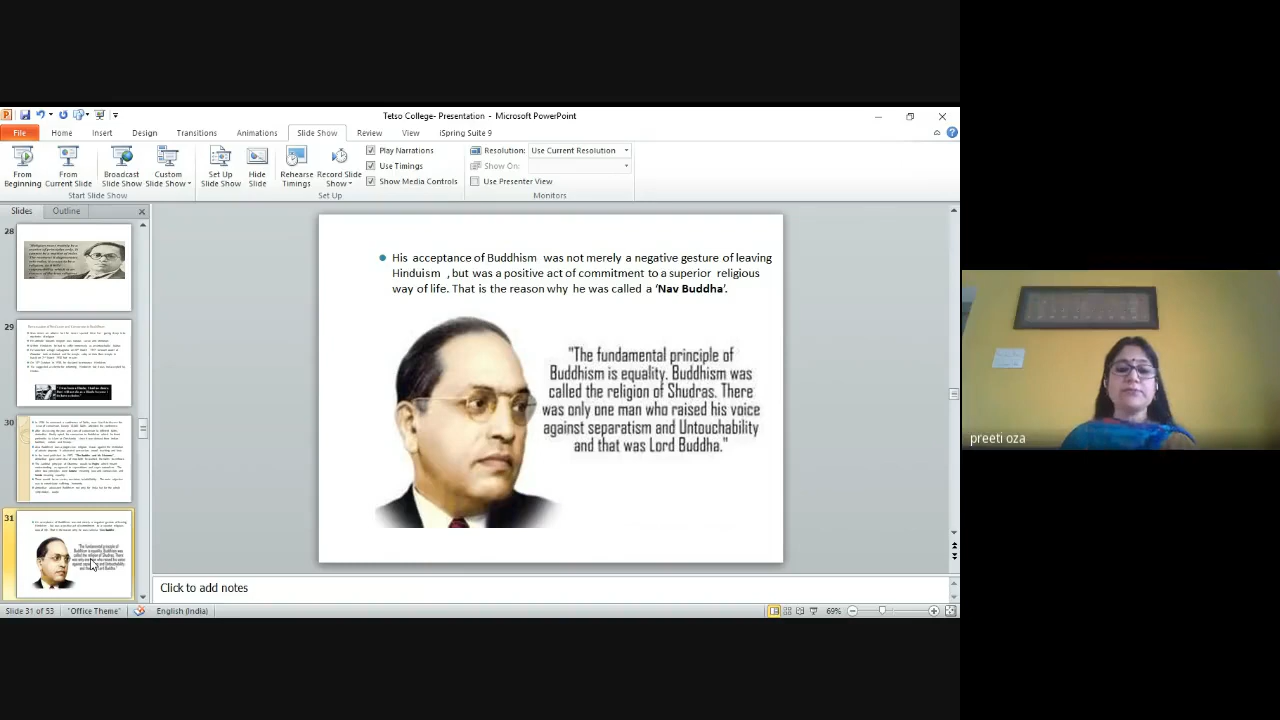 Tetso College- Presentation - Microsoft PowerPoint
File Home Insert Design Transitions Animations Slide Show Review View iSpring Suite 9
From Beginning
From Current Slide
Broadcast Slide Show
Custom Slide Show
Start Slide Show
Set Up Slide Show
Hide Slide
Rehearse Timings
Record Slide Show
Play Narrations
Use Timings
Show Media Controls
Set Up
Resolution: Use Current Resolution
Show On:
Use Presenter View
Monitors
Slides Outline
28
29
30
31
His acceptance of Buddhism was not merely a negative gesture of leaving
Hinduism , but was a positive act of commitment to a superior religious
way of life. That is the reason why he was called a ‘Nav Buddha’.
"The fundamental principle of
Buddhism is equality. Buddhism was
called the religion of Shudras. There
was only one man who raised his voice
against separatism and Untouchability
and that was Lord Buddha."
Click to add notes
Slide 31 of 53 "Office Theme" English (India) 69%
preeti oza